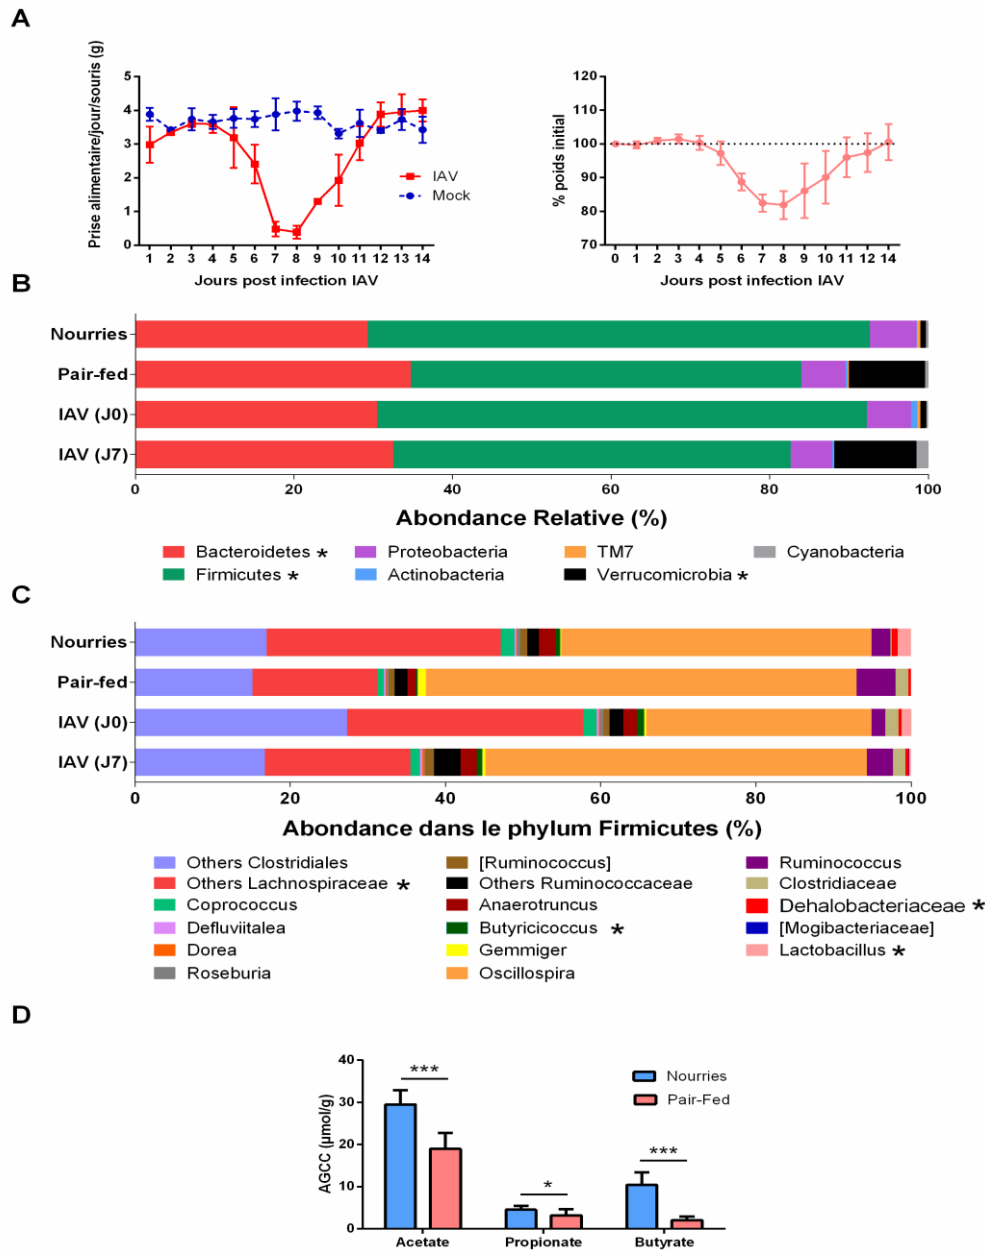 A
Prise alimentaire/jour/souris (g)
5
4
3
2
1
0
IAV
Mock
1 2 3 4 5 6 7 8 9 10 11 12 13 14
Jours post infection IAV
% poids initial
120
110
100
90
80
70
0 1 2 3 4 5 6 7 8 9 10 11 12 14
Jours post infection IAV
B
Nourries
Pair-fed
IAV (J0)
IAV (J7)
0 20 40 60 80 100
Abondance Relative (%)
Bacteroidetes * Proteobacteria TM7 Cyanobacteria
Firmicutes * Actinobacteria Verrucomicrobia *
C
Nourries
Pair-fed
IAV (J0)
IAV (J7)
0 20 40 60 80 100
Abondance dans le phylum Firmicutes (%)
Others Clostridiales [Ruminococcus] Ruminococcus
Others Lachnospiraceae * Others Ruminococcaceae Clostridiaceae
Coprococcus Anaerotruncus Dehalobacteriaceae *
Defluviitalea Butyricicoccus * [Mogibacteriaceae]
Dorea Gemmiger Lactobacillus *
Roseburia Oscillospira
D
AGCC (µmol/g)
40
30
20
10
0
***
*
***
Nourries
Pair-Fed
Acetate Propionate Butyrate